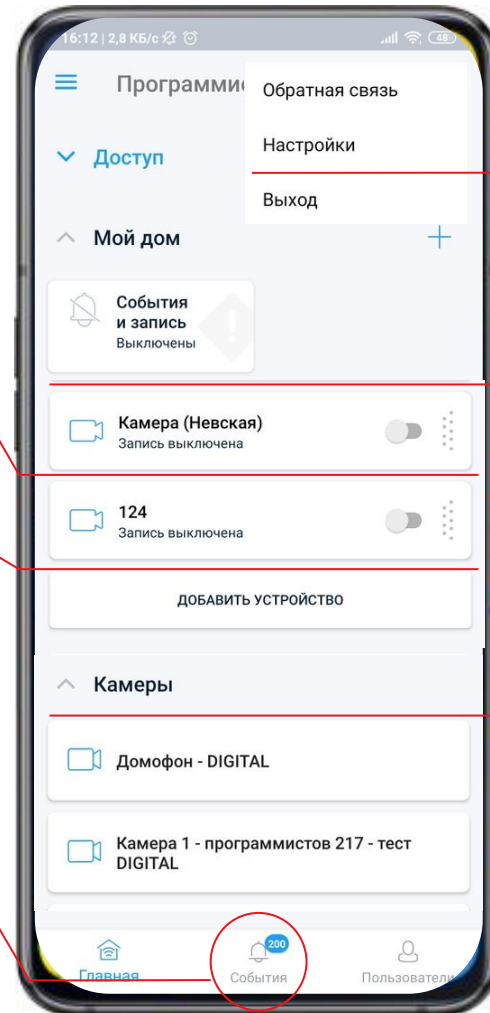 16:12 | 2,8 КБ/с
48
Программи
Обратная связь
Настройки
Выход
Доступ
Мой дом
События
и запись
Выключены
Камера (Невская)
Запись выключена
124
Запись выключена
ДОБАВИТЬ УСТРОЙСТВО
Камеры
Домофон - DIGITAL
Камера 1 - программистов 217 - тест
DIGITAL
200
Главная
События
Пользователи